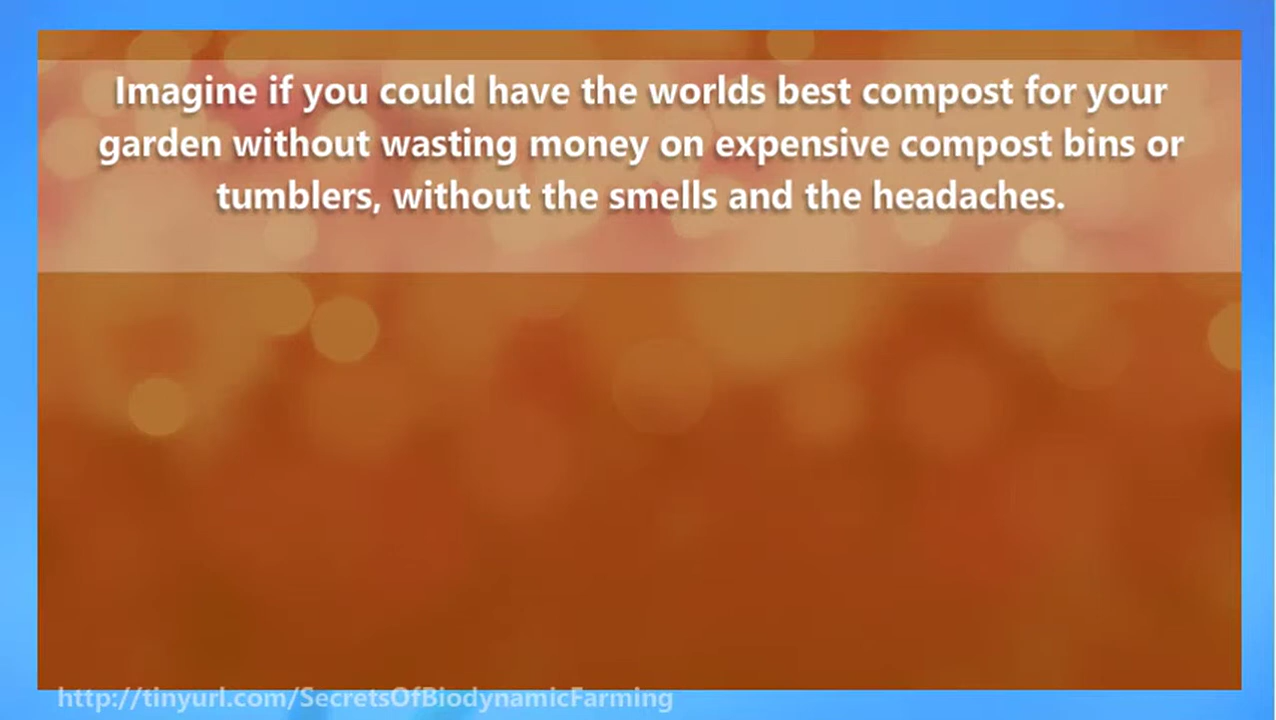 Imagine if you could have the worlds best compost for your
garden without wasting money on expensive compost bins or
tumblers, without the smells and the headaches.
http://tinyurl.com/SecretsOfBiodynamicFarming